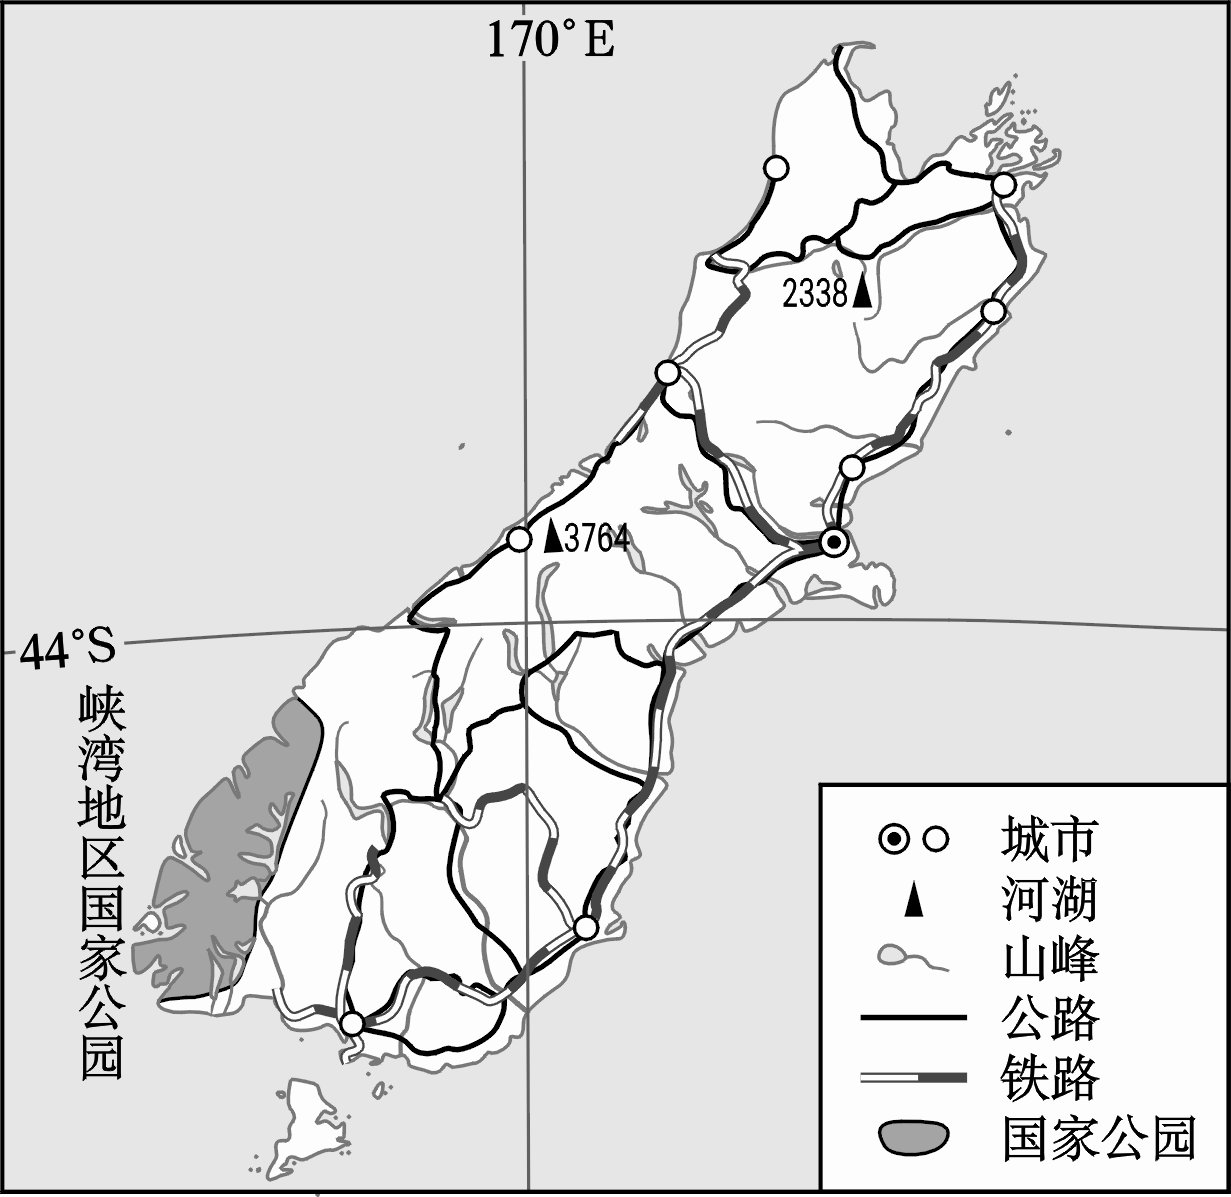 170°E
2338
3764
44°S
峡湾地区国家公园
城市
河湖
山峰
公路
铁路
国家公园